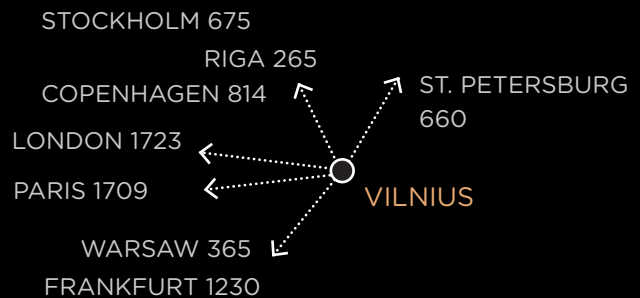 STOCKHOLM 675
RIGA 265
COPENHAGEN 814
ST. PETERSBURG
660
LONDON 1723
PARIS 1709
VILNIUS
WARSAW 365
FRANKFURT 1230